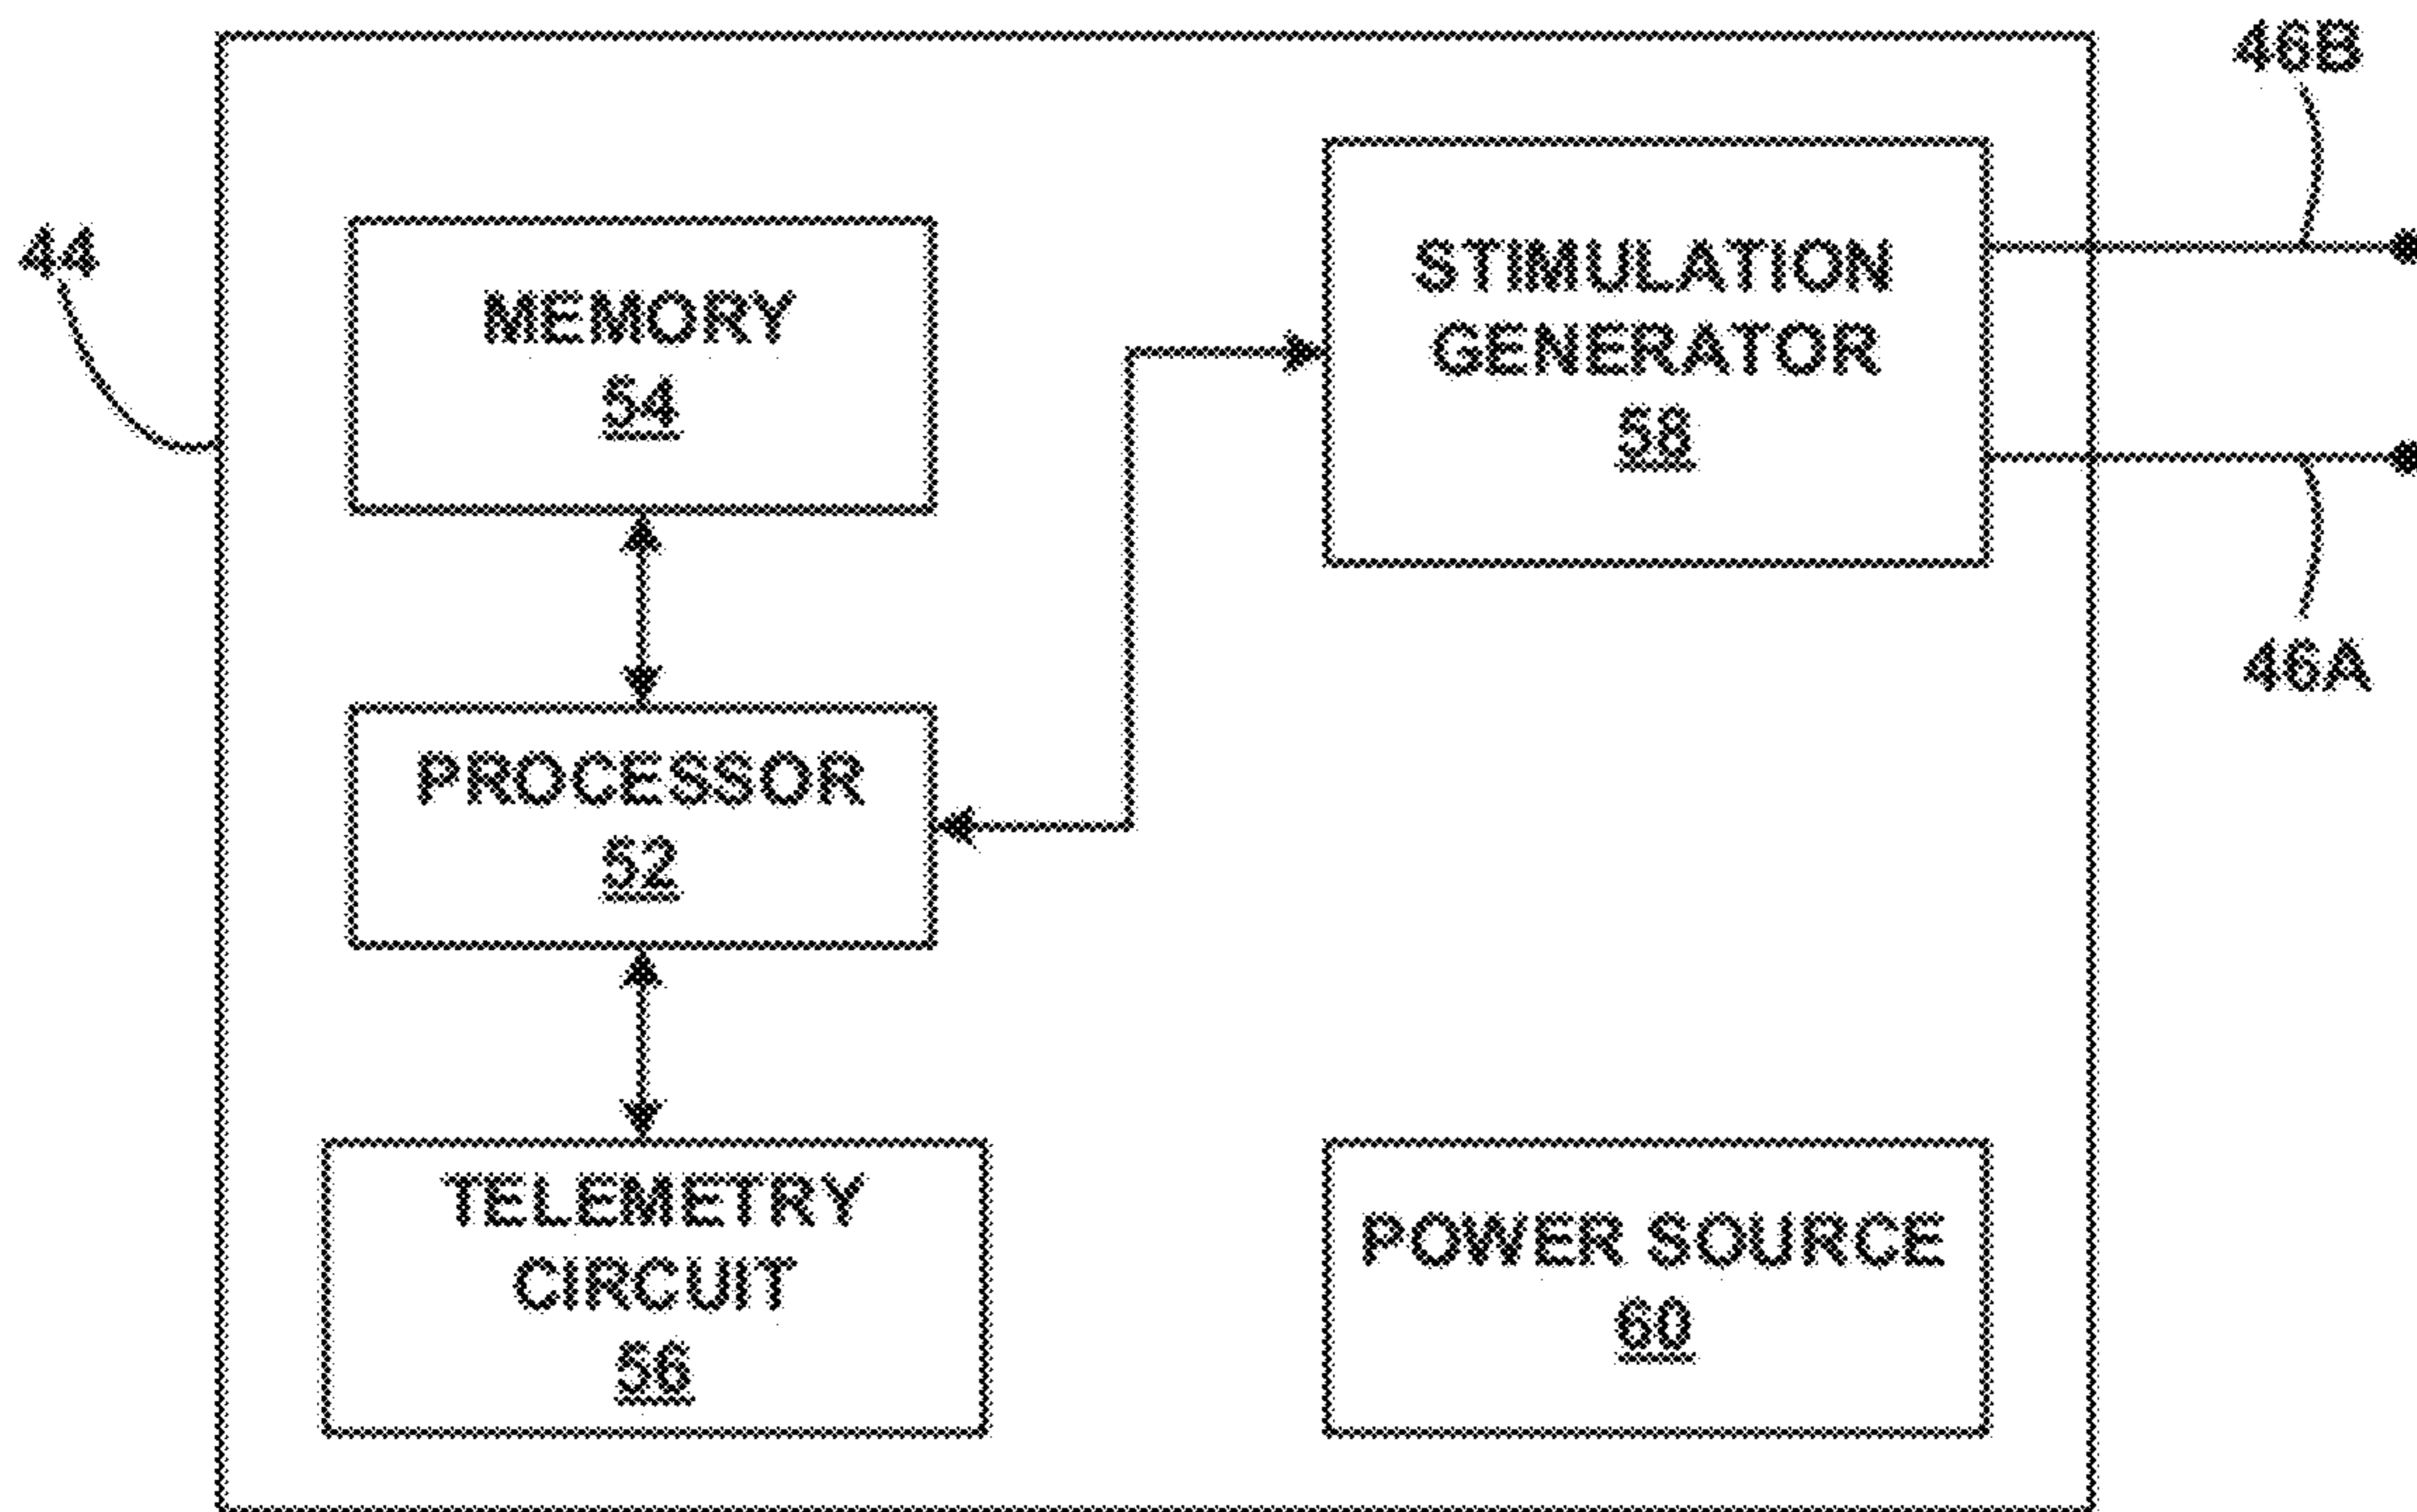 46B
44
MEMORY
54
STIMULATION
GENERATOR
58
46A
PROCESSOR
52
TELEMETRY
CIRCUIT
56
POWER SOURCE
60